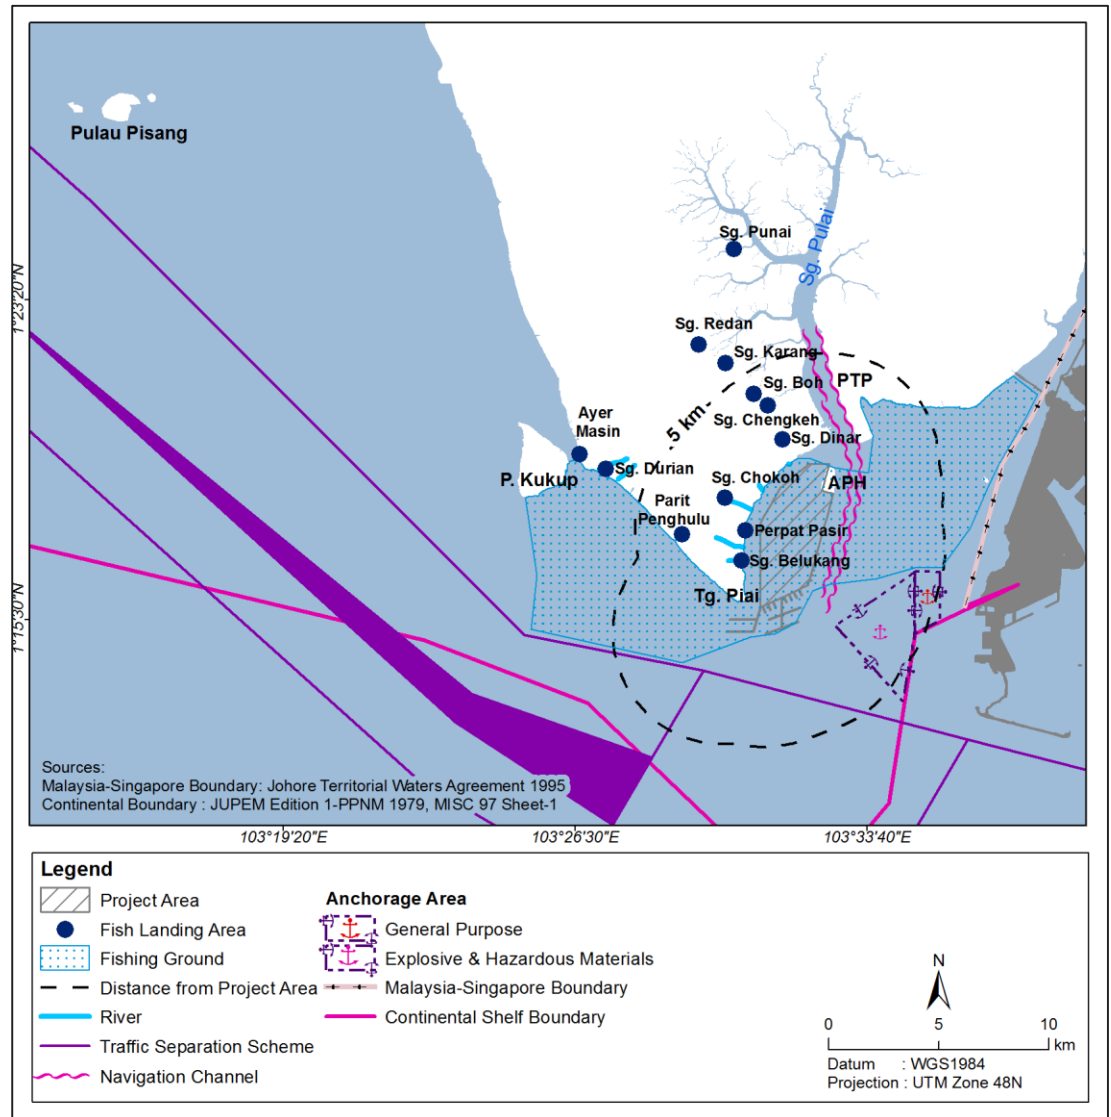 Pulau Pisang
Sg. Punai
Sg. Pulai
1°23'20"N
Sg. Redan
Sg. Karang
Sg. Boh
PTP
5 km
Ayer
Masin
Sg. Chengkeh
Sg. Dinar
Sg. Durian
P. Kukup
Sg. Chokoh
APH
Parit
Penghulu
Perpat Pasir
Sg. Belukang
Tg. Piai
1°15'30"N
Sources:
Malaysia-Singapore Boundary: Johore Territorial Waters Agreement 1995
Continental Boundary : JUPEM Edition 1-PPNM 1979, MISC 97 Sheet-1
103°19'20"E
103°26'30"E
103°33'40"E
Legend
Project Area
Fish Landing Area
Fishing Ground
Distance from Project Area
River
Traffic Separation Scheme
Navigation Channel
Anchorage Area
General Purpose
Explosive & Hazardous Materials
Malaysia-Singapore Boundary
Continental Shelf Boundary
N
0 5 10
km
Datum : WGS1984
Projection : UTM Zone 48N